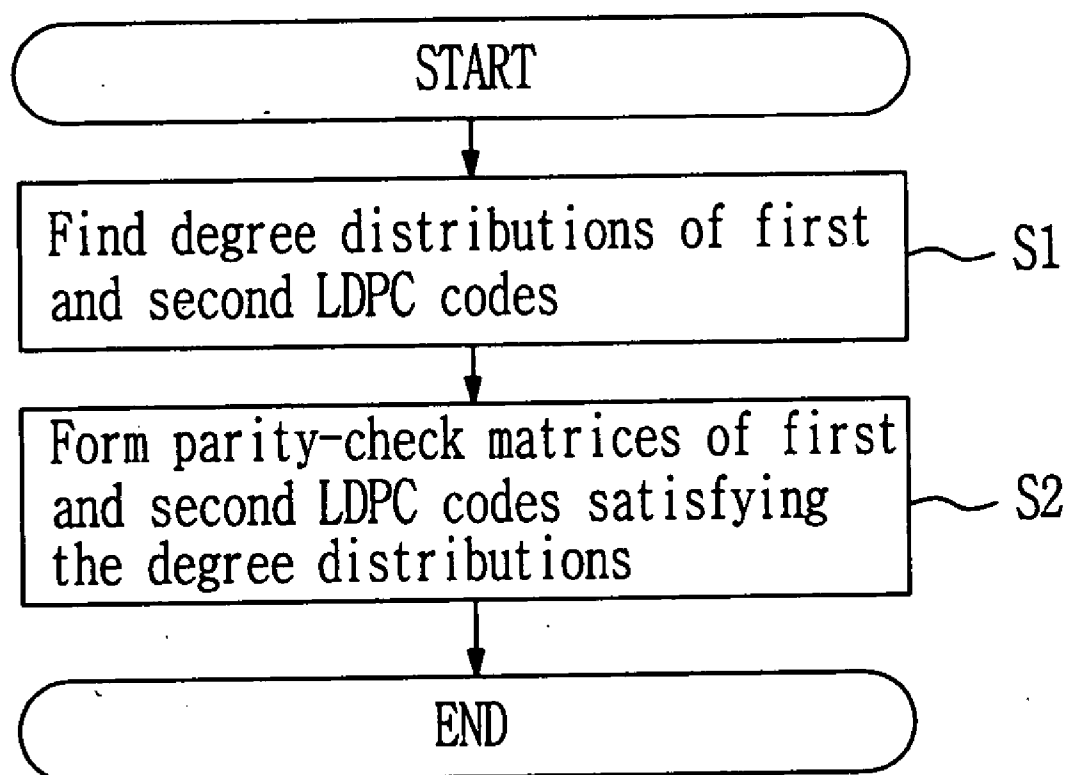 START
Find degree distributions of first
and second LDPC codes
S1
Form parity-check matrices of first
and second LDPC codes satisfying
the degree distributions
S2
END